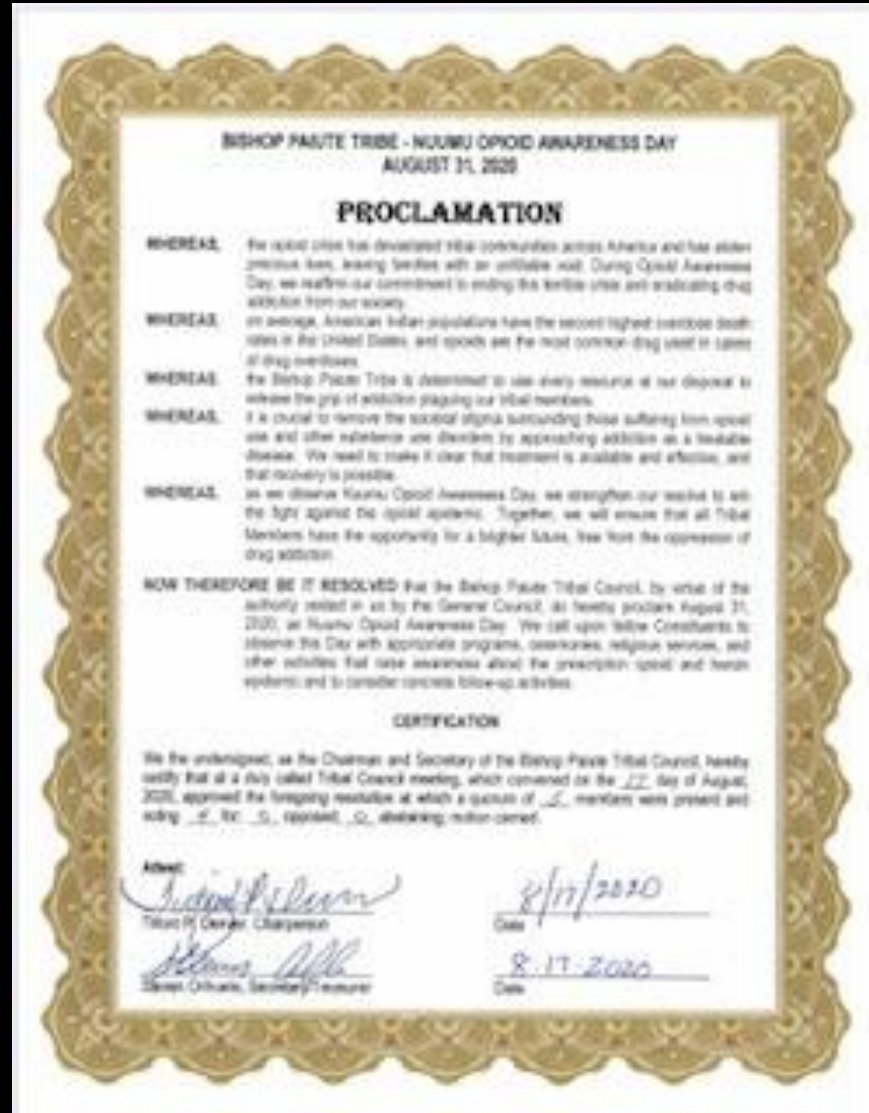 BISHOP PAIUTE TRIBE - NUUMU OPIOID AWARENESS DAY
AUGUST 31, 2020
PROCLAMATION
WHEREAS, the opioid crisis has devastated tribal communities across America and has stolen
precious lives, leaving families with an unfillable void. During Opioid Awareness
Day, we reaffirm our commitment to ending this terrible crisis and eradicating drug
addiction from our society.
WHEREAS, on average, American Indian populations have the second highest overdose death
rates in the United States, and opioids are the most common drug used in cases
of drug overdoses.
WHEREAS, the Bishop Paiute Tribe is determined to use every resource at our disposal to
release the grip of addiction plaguing our tribal members.
WHEREAS, it is crucial to remove the societal stigma surrounding those suffering from opioid
use and other substance use disorders by approaching addiction as a treatable
disease. We need to make it clear that treatment is available and effective, and
that recovery is possible.
WHEREAS, as we observe Nuumu Opioid Awareness Day, we strengthen our resolve to
the fight against the opioid epidemic. Together, we will ensure that all Tribal
Members have the opportunity for a brighter future, free from the oppression of
drug addiction.
NOW THEREFORE BE IT RESOLVED that the Bishop Paiute Tribal Council, by virtue of the
authority vested in us by the General Council, do hereby proclaim August 31,
2020, as Nuumu Opioid Awareness Day. We call upon fellow Constituents to
observe this Day with appropriate programs, ceremonies, religious services, and
other activities that raise awareness about the prescription opioid and heroin
epidemic and to consider concrete follow-up activities.
CERTIFICATION
We the undersigned, as the Chairman and Secretary of the Bishop Paiute Tribal Council, hereby
certify that at a duly called Tribal Council meeting, which convened on the 17 day of August,
2020, approved the foregoing resolution at which a quorum of 5 members were present and
voting 4 for; 0 opposed; 0 abstaining; motion carried.
Attest:
8/17/2020
Tilford P. Denver, Chairperson Date
8-17-2020
Steven Orihuela, Secretary/Treasurer Date